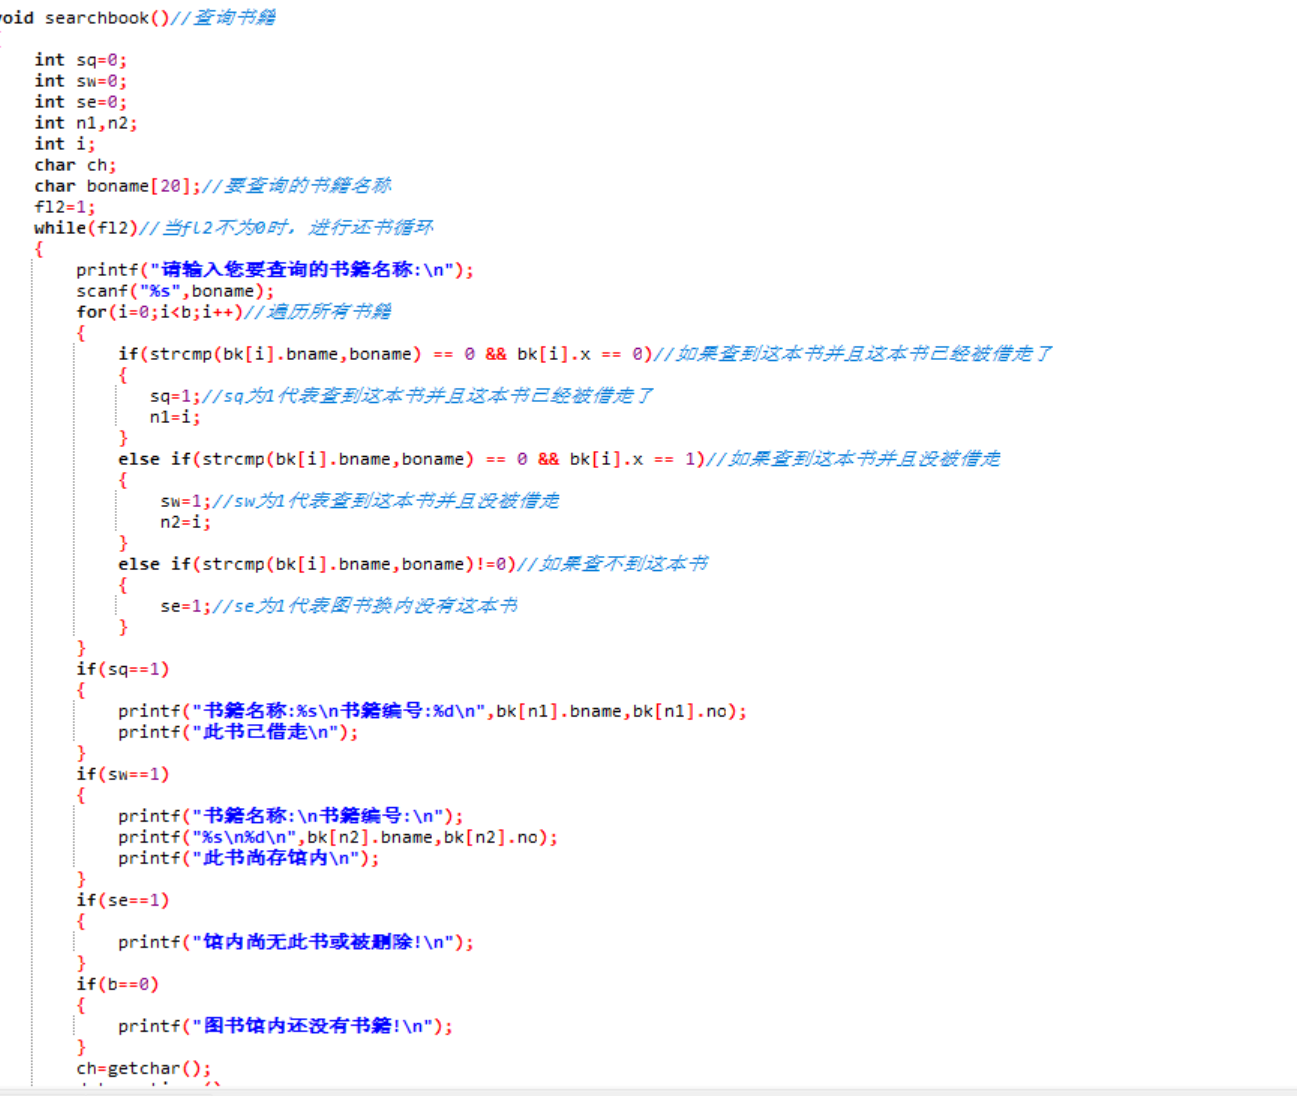 void searchbook()//查询书籍
{
int sq=0;
int sw=0;
int se=0;
int n1,n2;
int i;
char ch;
char boname[20];//要查询的书籍名称
fl2=1;
while(fl2)//当fl2不为0时，进行还书循环
{
printf("请输入您要查询的书籍名称:\n");
scanf("%s",boname);
for(i=0;i<b;i++)//遍历所有书籍
{
if(strcmp(bk[i].bname,boname) == 0 && bk[i].x == 0)//如果查到这本书并且这本书已经被借走了
{
sq=1;//sq为1代表查到这本书并且这本书已经被借走了
n1=i;
}
else if(strcmp(bk[i].bname,boname) == 0 && bk[i].x == 1)//如果查到这本书并且没被借走
{
sw=1;//sw为1代表查到这本书并且没被借走
n2=i;
}
else if(strcmp(bk[i].bname,boname)!=0)//如果查不到这本书
{
se=1;//se为1代表图书换内没有这本书
}
}
if(sq==1)
{
printf("书籍名称:%s\n书籍编号:%d\n",bk[n1].bname,bk[n1].no);
printf("此书已借走\n");
}
if(sw==1)
{
printf("书籍名称:\n书籍编号:\n");
printf("%s\n%d\n",bk[n2].bname,bk[n2].no);
printf("此书尚存馆内\n");
}
if(se==1)
{
printf("馆内尚无此书或被删除!\n");
}
if(b==0)
{
printf("图书馆内还没有书籍!\n");
}
ch=getchar();